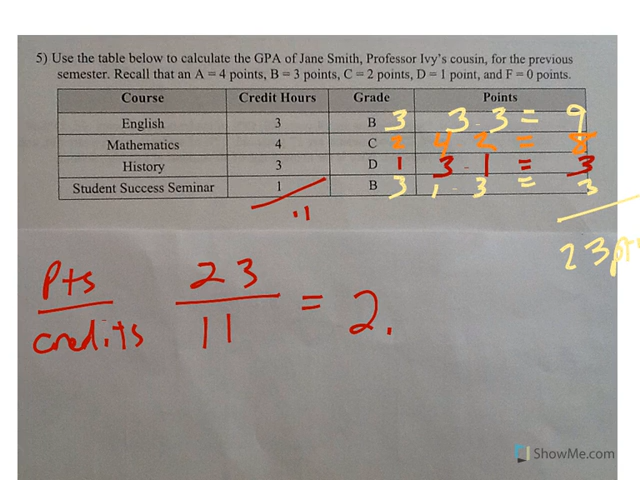 5) Use the table below to calculate the GPA of Jane Smith, Professor Ivy's cousin, for the previous
semester. Recall that an A = 4 points, B = 3 points, C = 2 points, D = 1 point, and F = 0 points.
Course Credit Hours Grade Points
English 3 B 3 3 · 3 = 9
Mathematics 4 C 2 4 2 = 8
History 3 D 1 3 · 1 = 3
Student Success Seminar 1 B 3 1 · 3 = 3
11
23pt
Pts
credits
23
11
= 2.
ShowMe.com